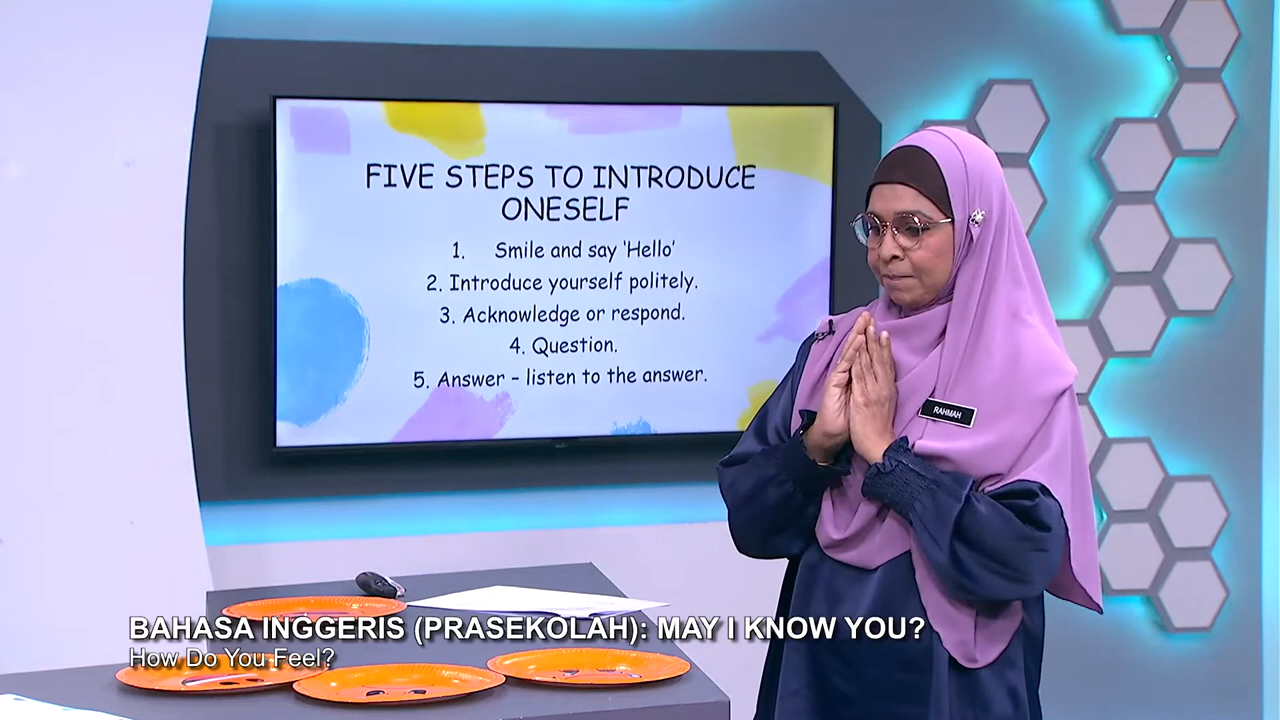 FIVE STEPS TO INTRODUCE
ONESELF
1. Smile and say 'Hello'
2. Introduce yourself politely.
3. Acknowledge or respond.
4. Question.
5. Answer – listen to the answer.
RAHMAH
BAHASA INGGERIS (PRASEKOLAH): MAY I KNOW YOU?
How Do You Feel?